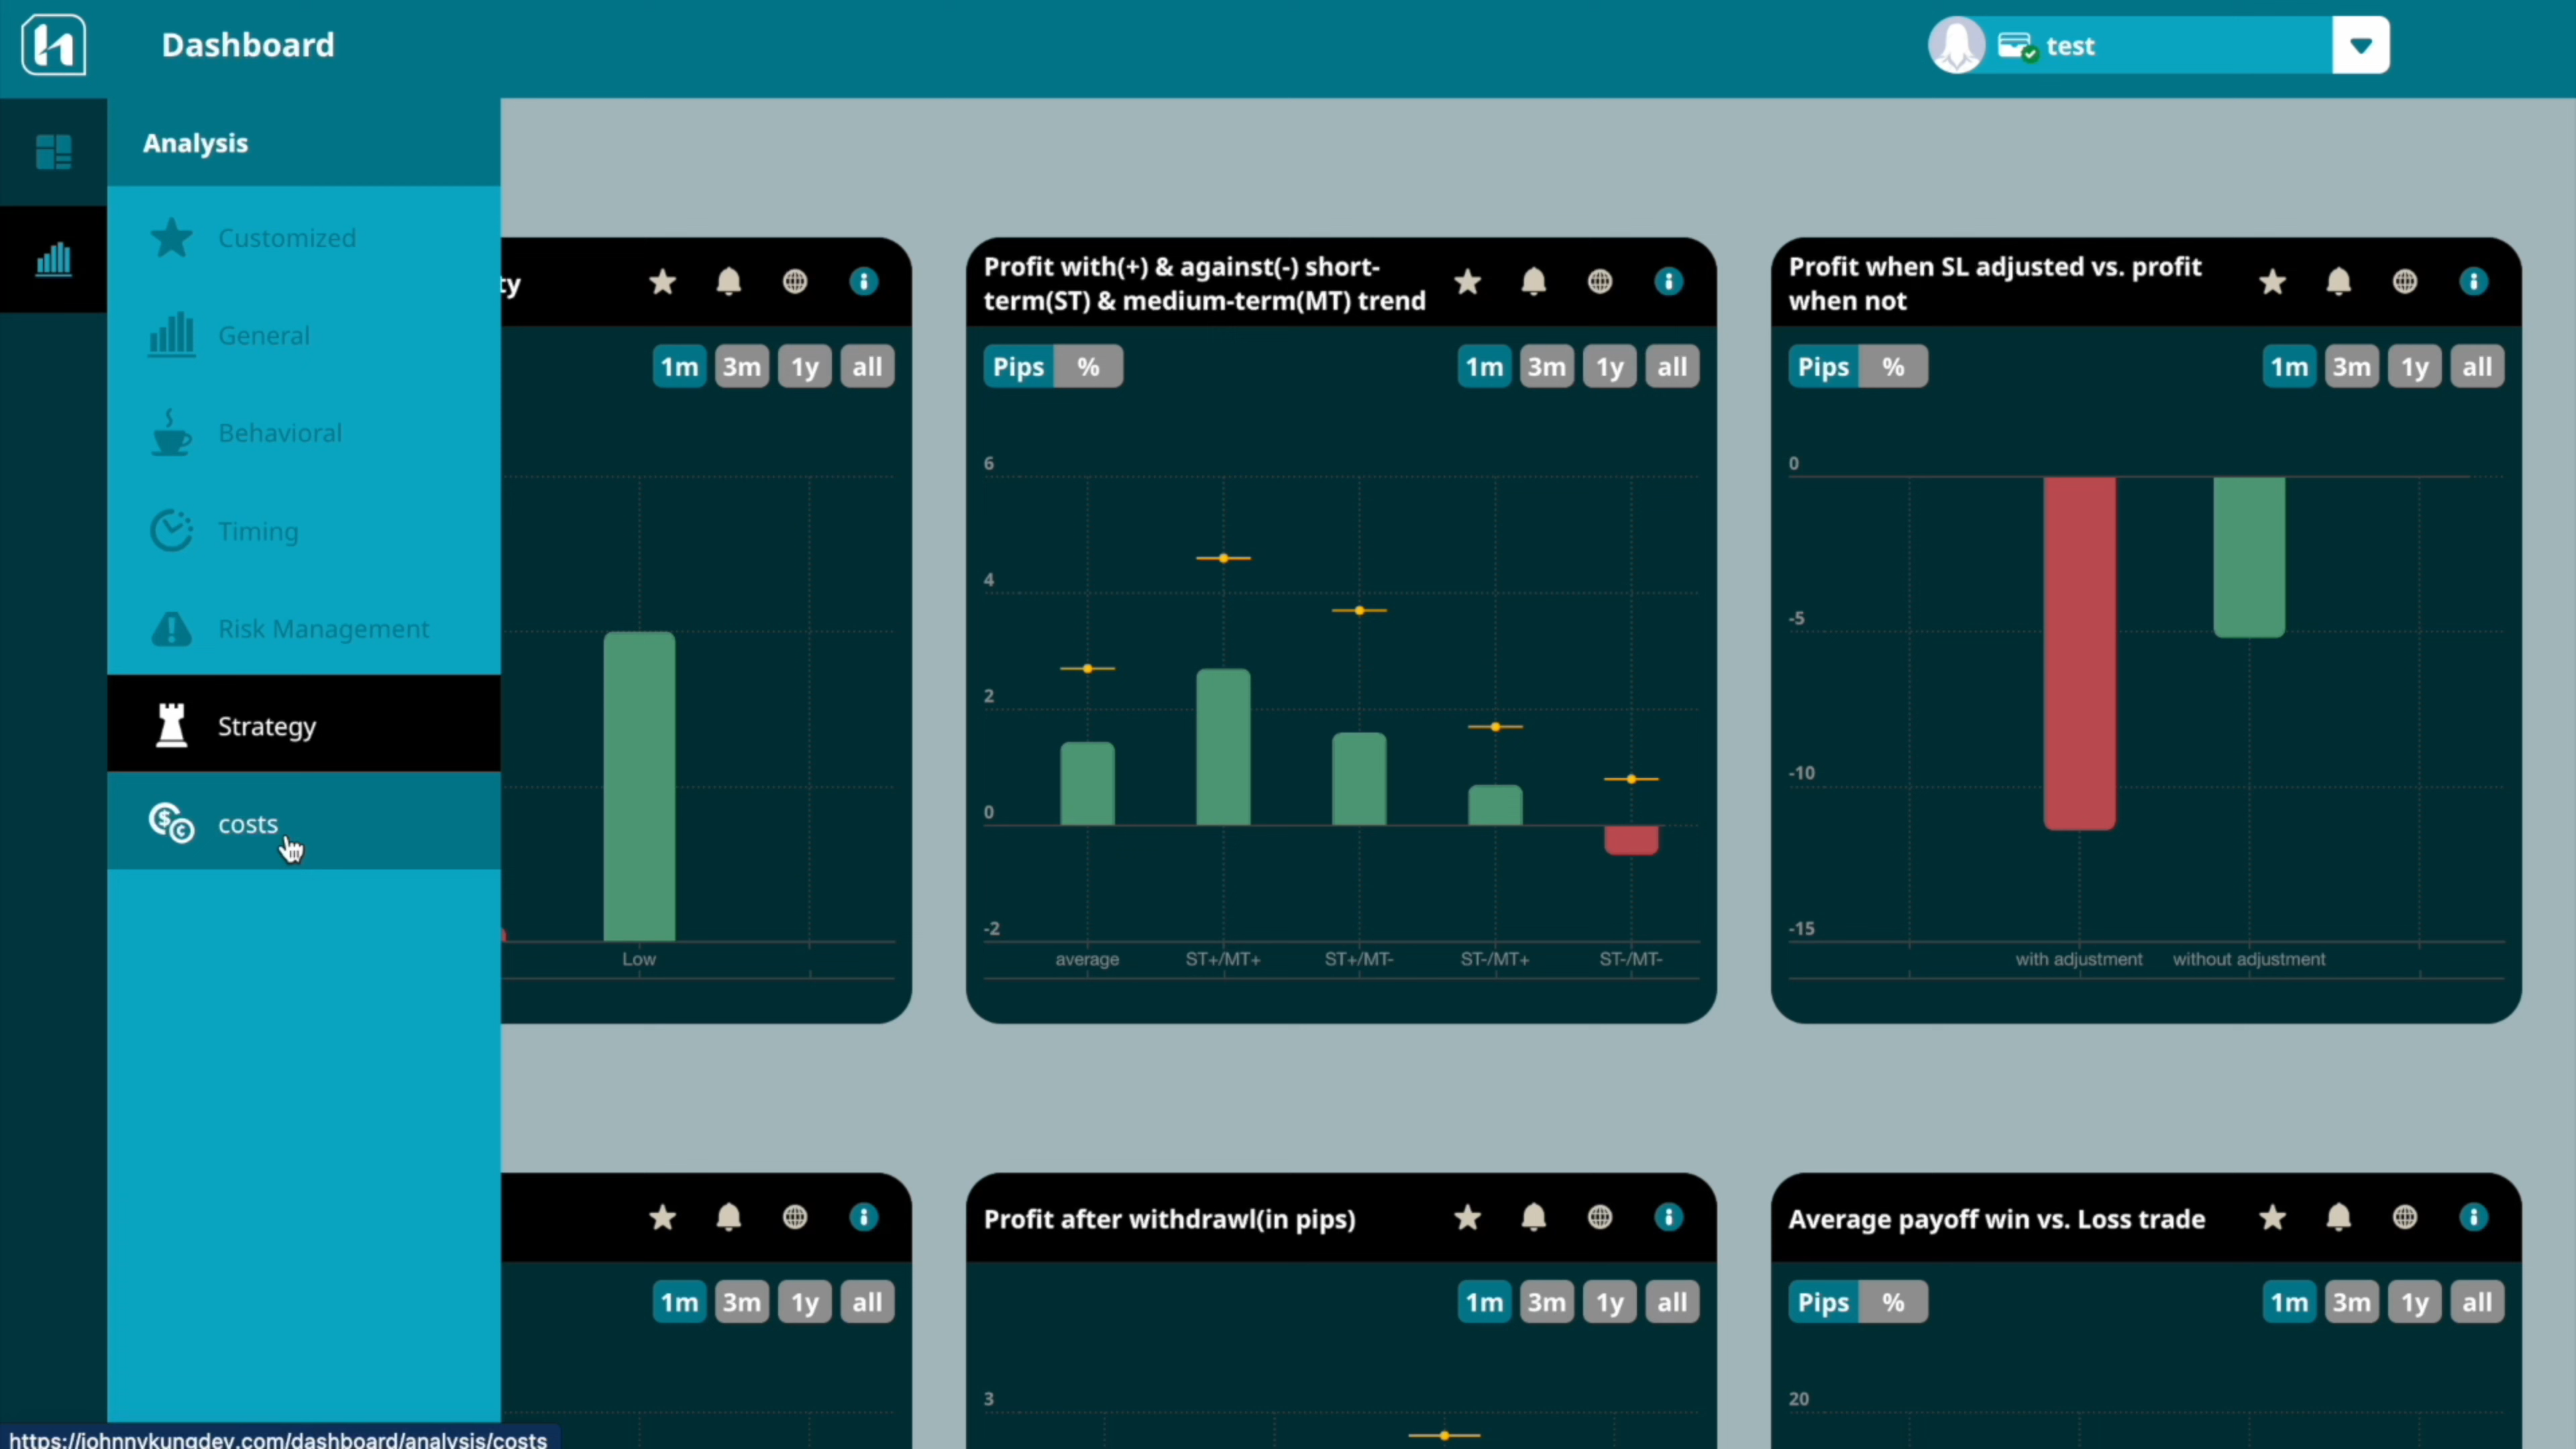 Dashboard
test
Analysis
Customized
General
Behavioral
Timing
Risk Management
Strategy
costs
ty
1m 3m 1y all
Low
Profit with(+) & against(-) short-
term(ST) & medium-term(MT) trend
Pips %
1m 3m 1y all
6
4
2
0
-2
average ST+/MT+ ST+/MT- ST-/MT+ ST-/MT-
Profit when SL adjusted vs. profit
when not
Pips %
1m 3m 1y all
0
-5
-10
-15
with adjustment without adjustment
1m 3m 1y all
Profit after withdrawl(in pips)
1m 3m 1y all
3
Average payoff win vs. Loss trade
Pips %
1m 3m 1y all
20
https://johnnykungdev.com/dashboard/analysis/costs